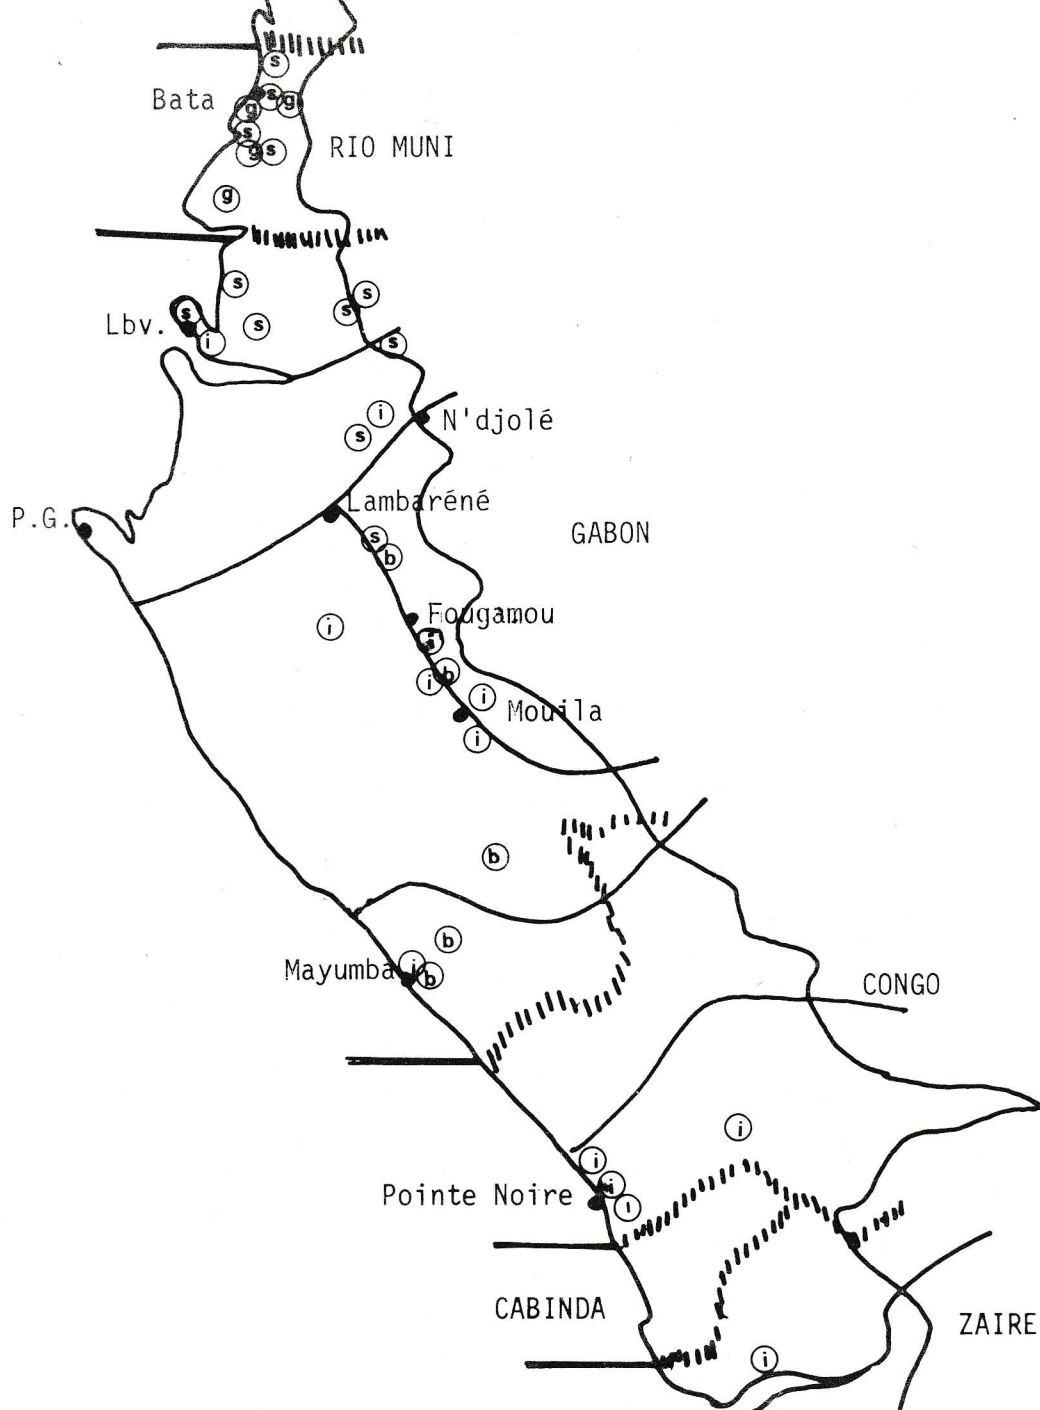 s
Bata
s
g
g
s
g
s
RIO MUNI
g
s
s
s
Lbv.
s
s
i
s
i
N'djolé
s
Lambaréné
P.G.
GABON
s
b
Fougamou
i
b
i
i
Mouila
i
b
b
Mayumba
i
b
CONGO
i
i
Pointe Noire
i
i
CABINDA
ZAIRE
i